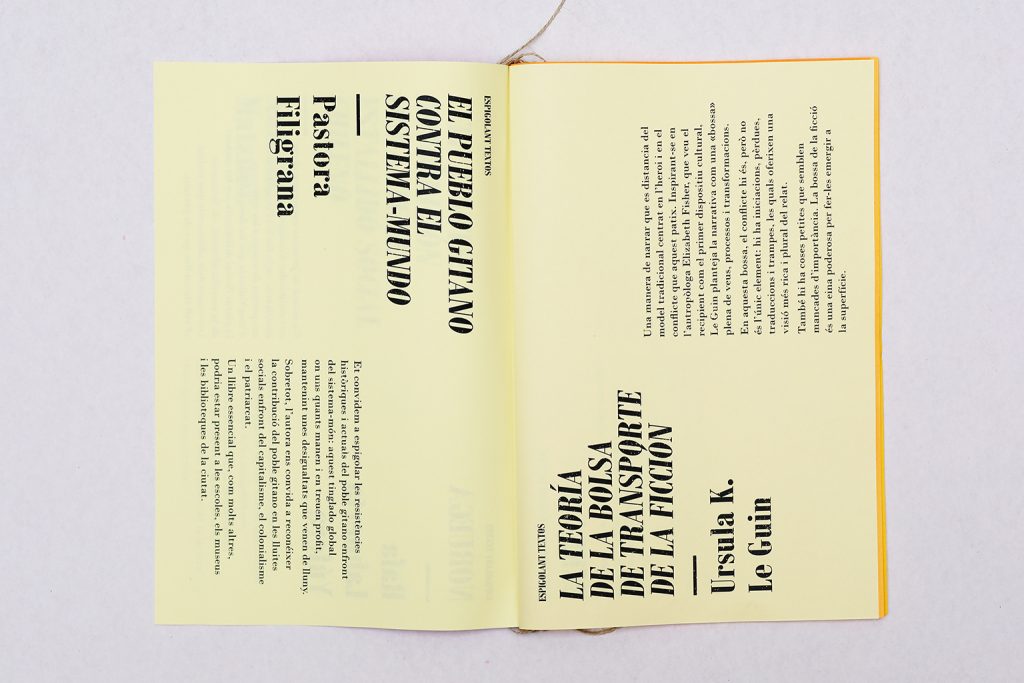 ESPIGOLANT TEXTOS
EL PUEBLO GITANO
CONTRA EL
SISTEMA-MUNDO
Pastora
Filigrana
Et convidem a espigolar les resistències
històriques i actuals del poble gitano enfront
del sistema-món: aquest tinglado global
on uns quants manen i en treuen profit,
mantenint unes desigualtats que venen de lluny.
Sobretot, l'autora ens convida a reconéixer
la contribució del poble gitano en les lluites
socials enfront del capitalisme, el colonialisme
i el patriarcat.
Un llibre essencial que, com molts altres,
podria estar present a les escoles, els museus
i les biblioteques de la ciutat.
ESPIGOLANT TEXTOS
LA TEORÍA
DE LA BOLSA
DE TRANSPORTE
DE LA FICCIÓN
Ursula K.
Le Guin
Una manera de narrar que es distancia del
model tradicional centrat en l'heroi i en el
conflicte que aquest patix. Inspirant-se en
l'antropòloga Elizabeth Fisher, que veu el
recipient com el primer dispositiu cultural,
Le Guin planteja la narrativa com una «bossa»
plena de veus, processos i transformacions.
En aquesta bossa, el conflicte hi és, però no
és l'únic element: hi ha iniciacions, pèrdues,
traduccions i trampes, les quals oferixen una
visió més rica i plural del relat.
També hi ha coses petites que semblen
mancades d'importància. La bossa de la ficció
és una eina poderosa per fer-les emergir a
la superfície.